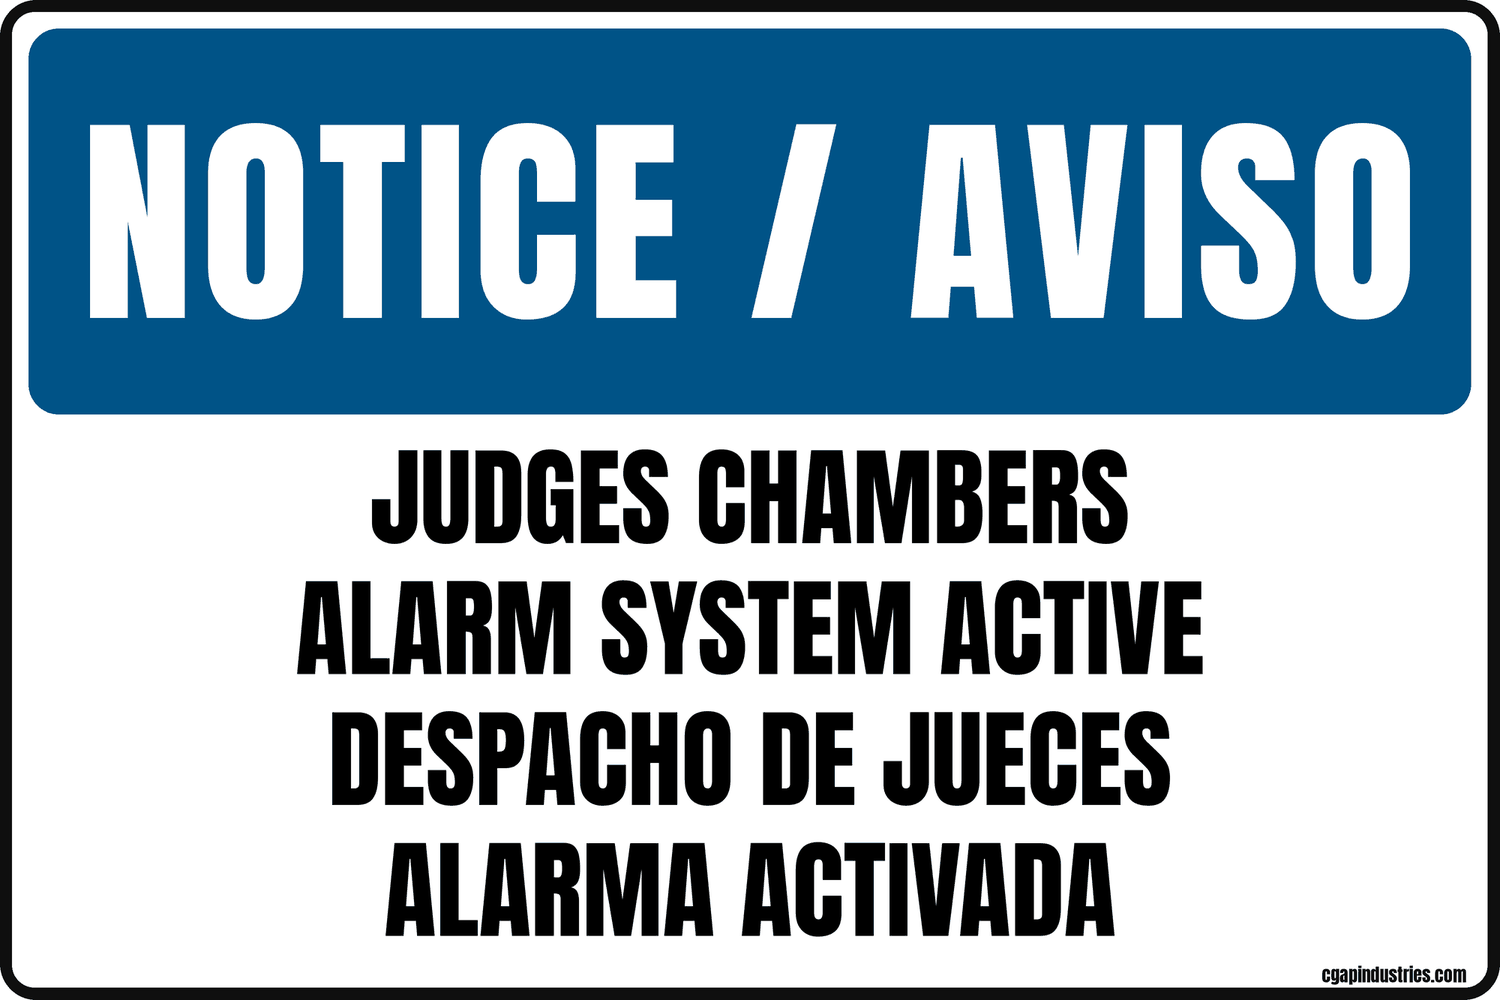 NOTICE / AVISO
JUDGES CHAMBERS
ALARM SYSTEM ACTIVE
DESPACHO DE JUECES
ALARMA ACTIVADA
cgapindustries.com